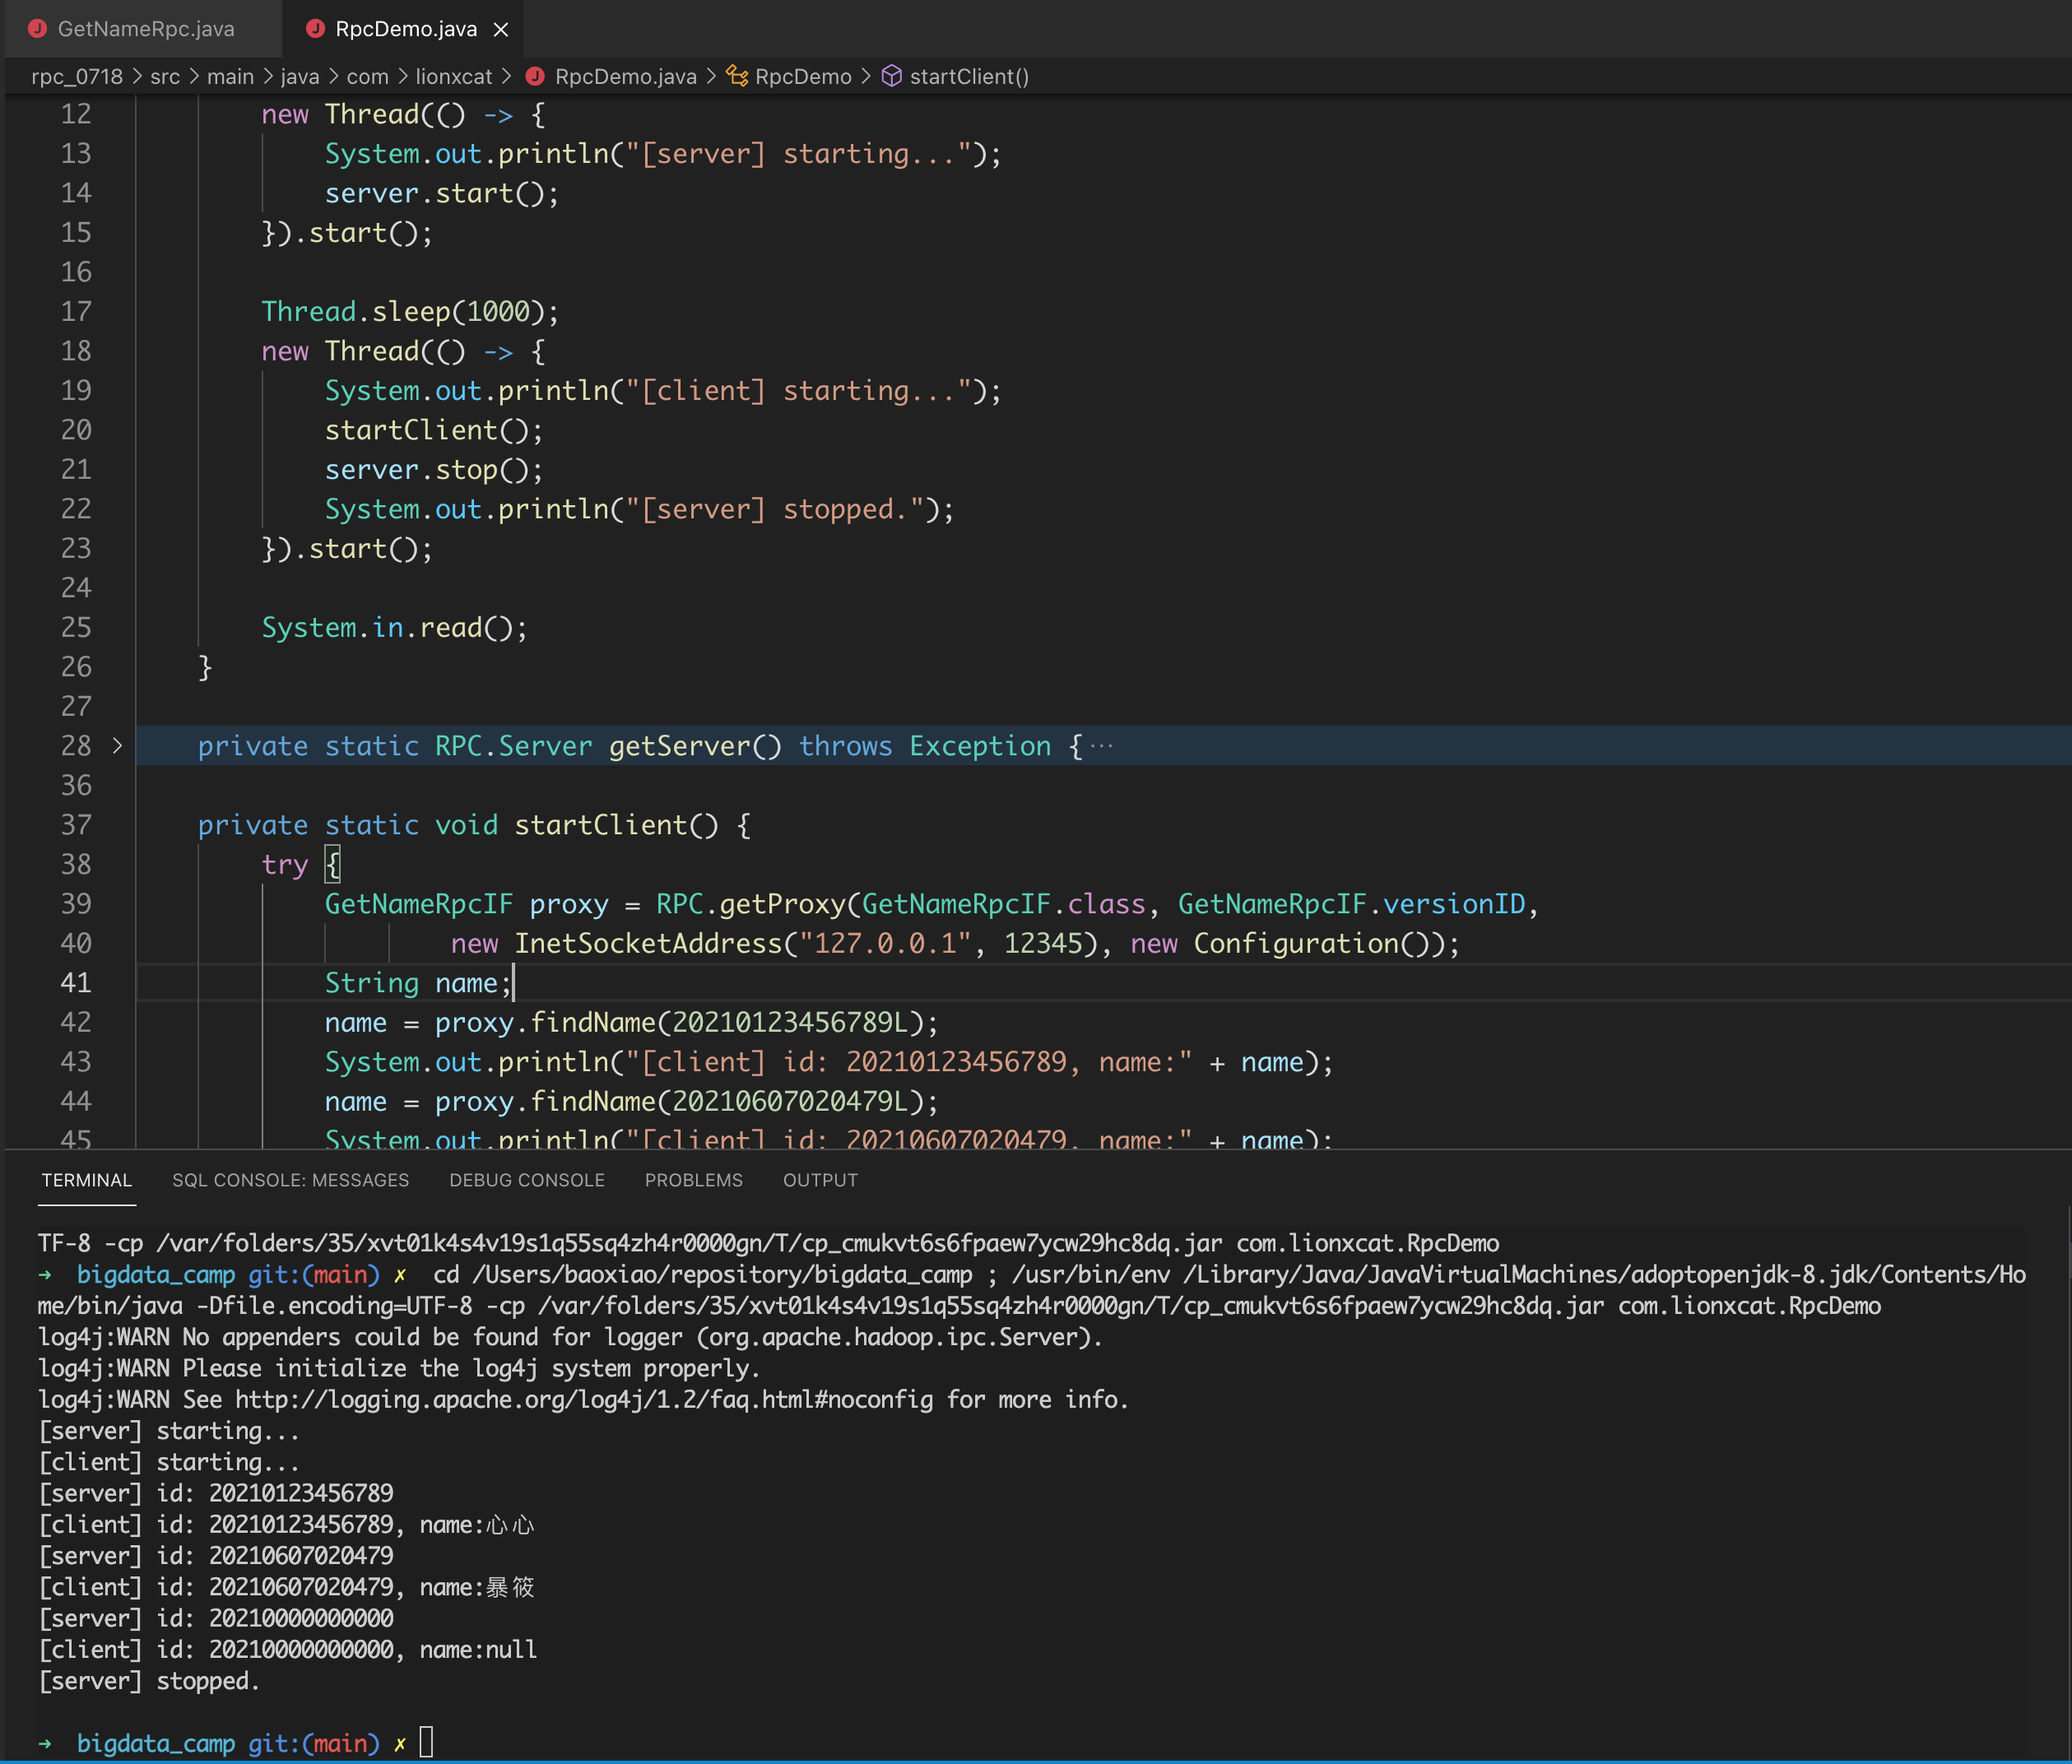 GetNameRpc.java RpcDemo.java
rpc_0718 > src > main > java > com > lionxcat > RpcDemo.java > RpcDemo > startClient()
12 new Thread(() -> {
13 System.out.println("[server] starting...");
14 server.start();
15 }).start();
16
17 Thread.sleep(1000);
18 new Thread(() -> {
19 System.out.println("[client] starting...");
20 startClient();
21 server.stop();
22 System.out.println("[server] stopped.");
23 }).start();
24
25 System.in.read();
26 }
27
28 private static RPC.Server getServer() throws Exception {···
36
37 private static void startClient() {
38 try {
39 GetNameRpcIF proxy = RPC.getProxy(GetNameRpcIF.class, GetNameRpcIF.versionID,
40 new InetSocketAddress("127.0.0.1", 12345), new Configuration());
41 String name;
42 name = proxy.findName(20210123456789L);
43 System.out.println("[client] id: 20210123456789, name:" + name);
44 name = proxy.findName(20210607020479L);
45 System.out.println("[client] id: 20210607020479, name:" + name);
TERMINAL SQL CONSOLE: MESSAGES DEBUG CONSOLE PROBLEMS OUTPUT
TF-8 -cp /var/folders/35/xvt01k4s4v19s1q55sq4zh4r0000gn/T/cp_cmukvt6s6fpaew7ycw29hc8dq.jar com.lionxcat.RpcDemo
→ bigdata_camp git:(main) ✗ cd /Users/baoxiao/repository/bigdata_camp ; /usr/bin/env /Library/Java/JavaVirtualMachines/adoptopenjdk-8.jdk/Contents/Ho
me/bin/java -Dfile.encoding=UTF-8 -cp /var/folders/35/xvt01k4s4v19s1q55sq4zh4r0000gn/T/cp_cmukvt6s6fpaew7ycw29hc8dq.jar com.lionxcat.RpcDemo
log4j:WARN No appenders could be found for logger (org.apache.hadoop.ipc.Server).
log4j:WARN Please initialize the log4j system properly.
log4j:WARN See http://logging.apache.org/log4j/1.2/faq.html#noconfig for more info.
[server] starting...
[client] starting...
[server] id: 20210123456789
[client] id: 20210123456789, name:心心
[server] id: 20210607020479
[client] id: 20210607020479, name:暴筱
[server] id: 20210000000000
[client] id: 20210000000000, name:null
[server] stopped.
→ bigdata_camp git:(main) ✗